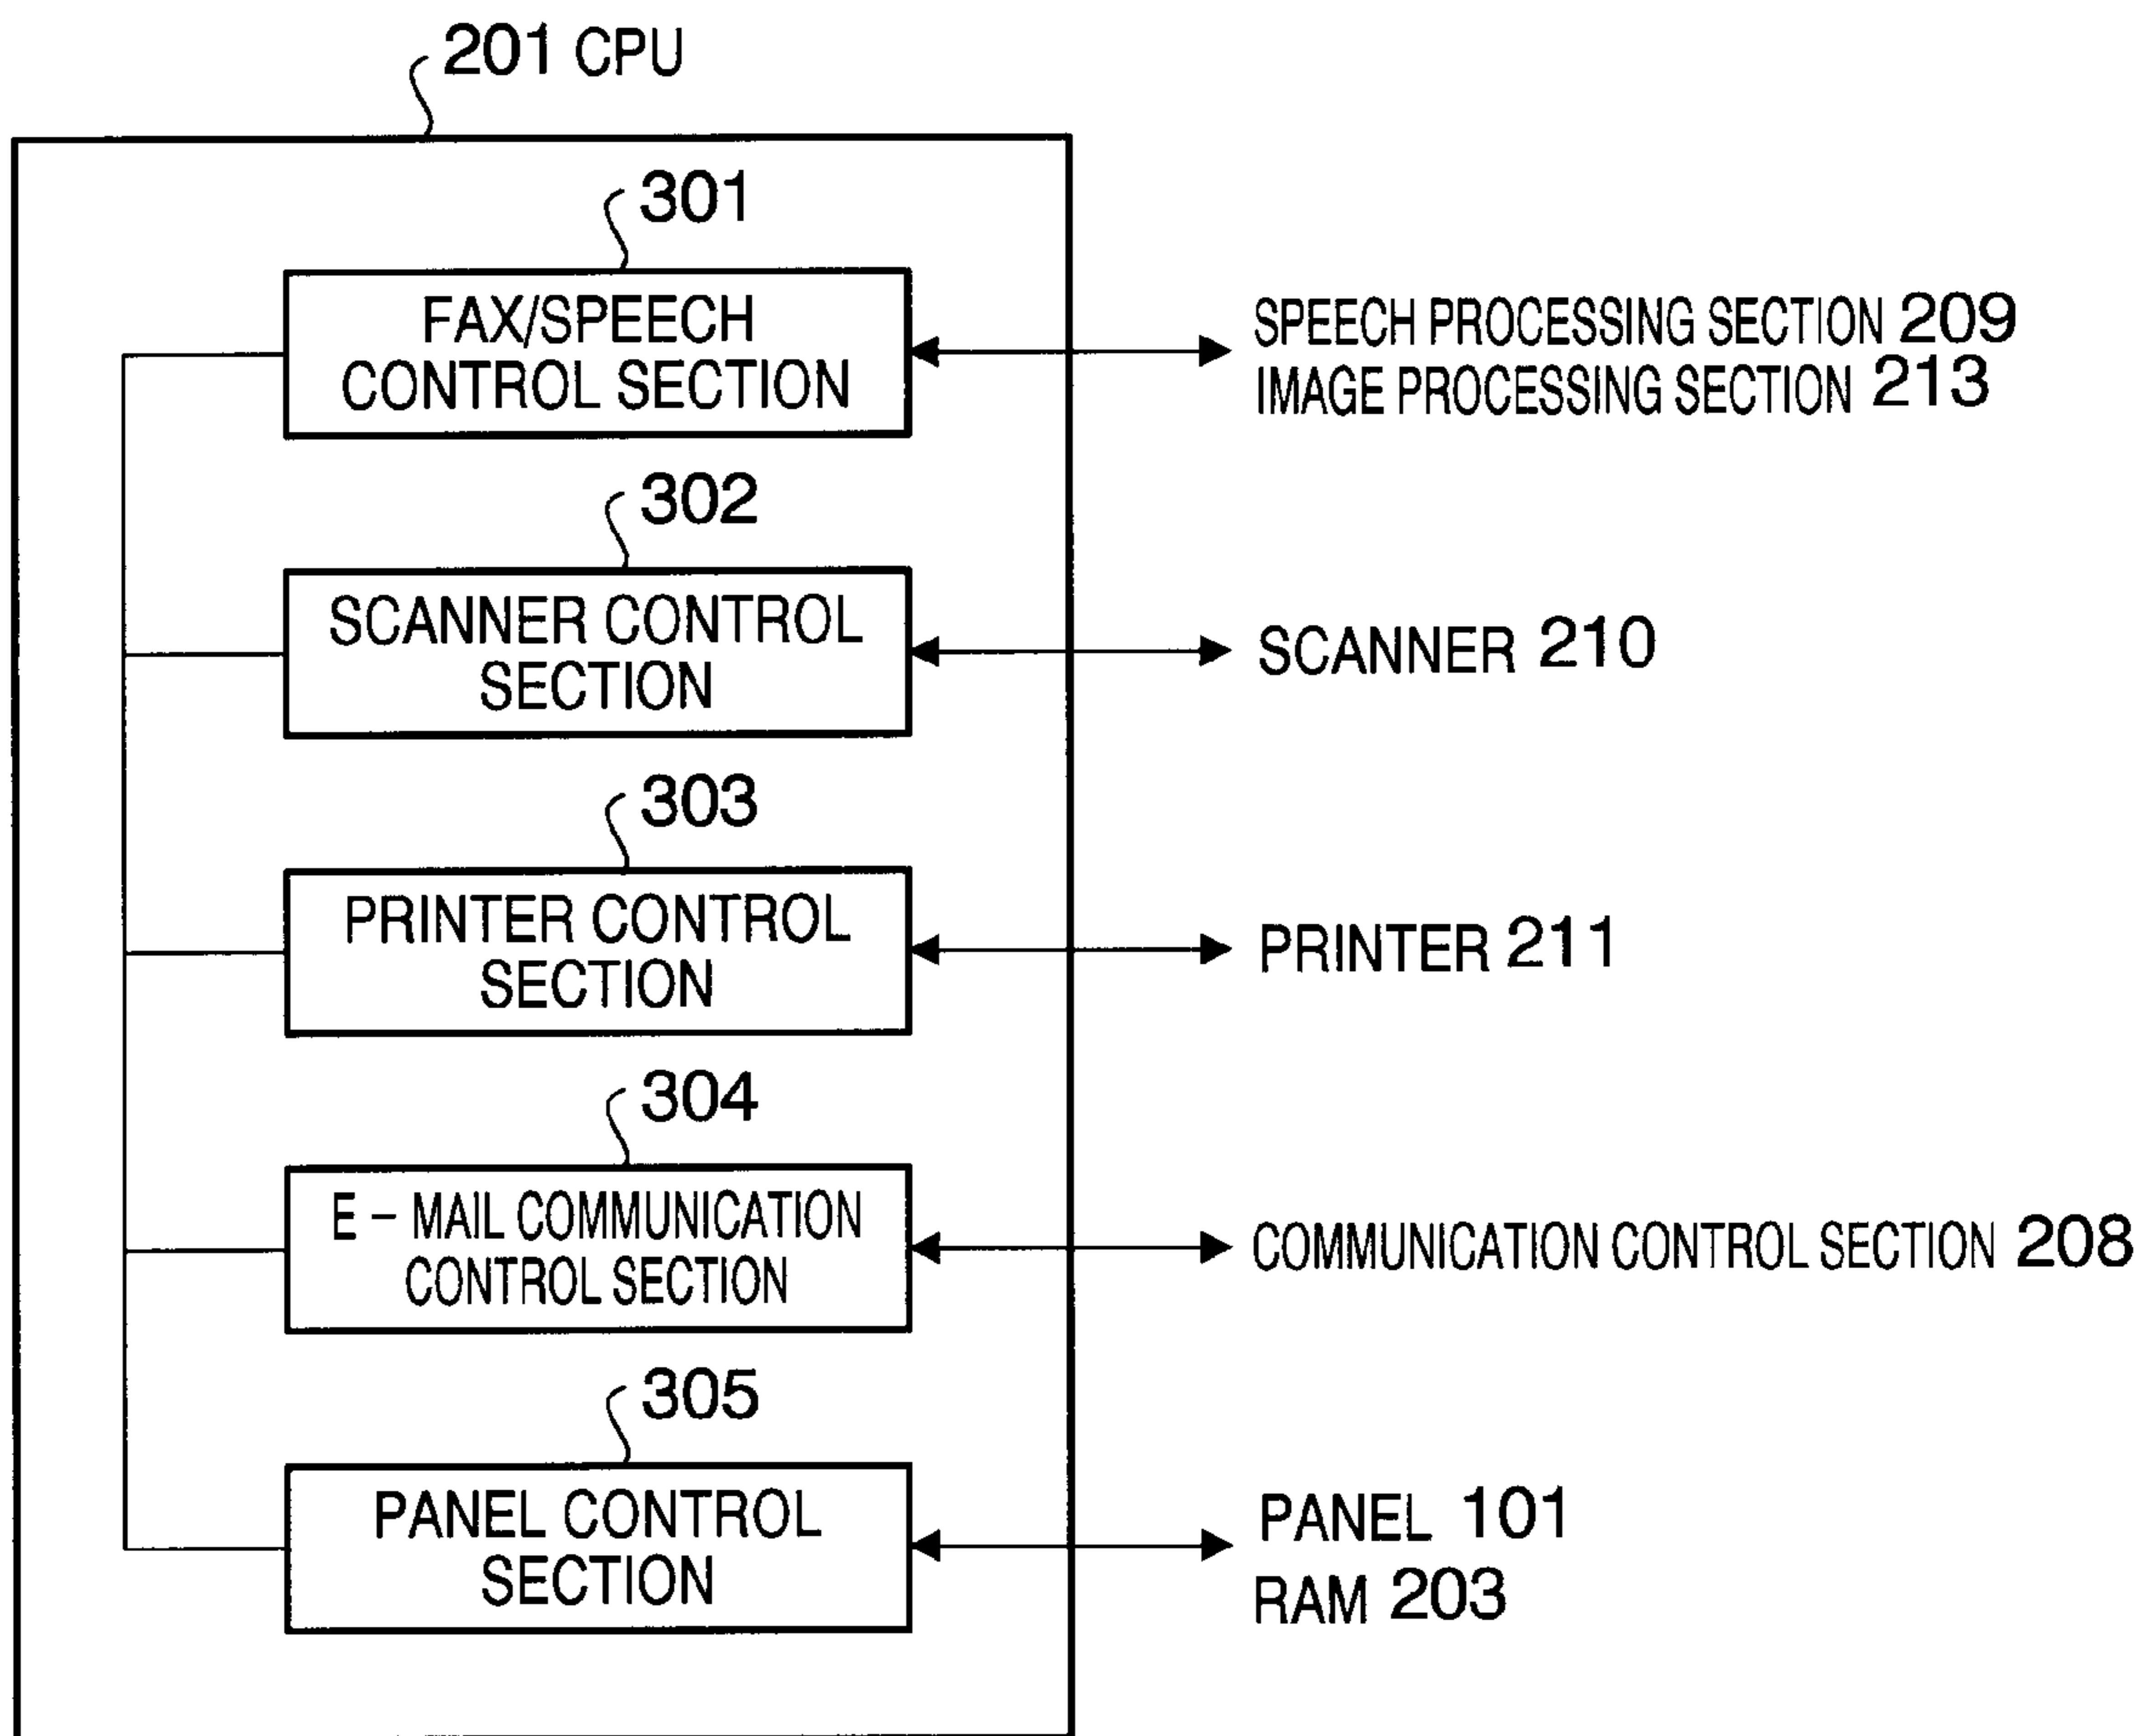 201 CPU
301
FAX/SPEECH
CONTROL SECTION
SPEECH PROCESSING SECTION 209
IMAGE PROCESSING SECTION 213
302
SCANNER CONTROL
SECTION
SCANNER 210
303
PRINTER CONTROL
SECTION
PRINTER 211
304
E – MAIL COMMUNICATION
CONTROL SECTION
COMMUNICATION CONTROL SECTION 208
305
PANEL CONTROL
SECTION
PANEL 101
RAM 203